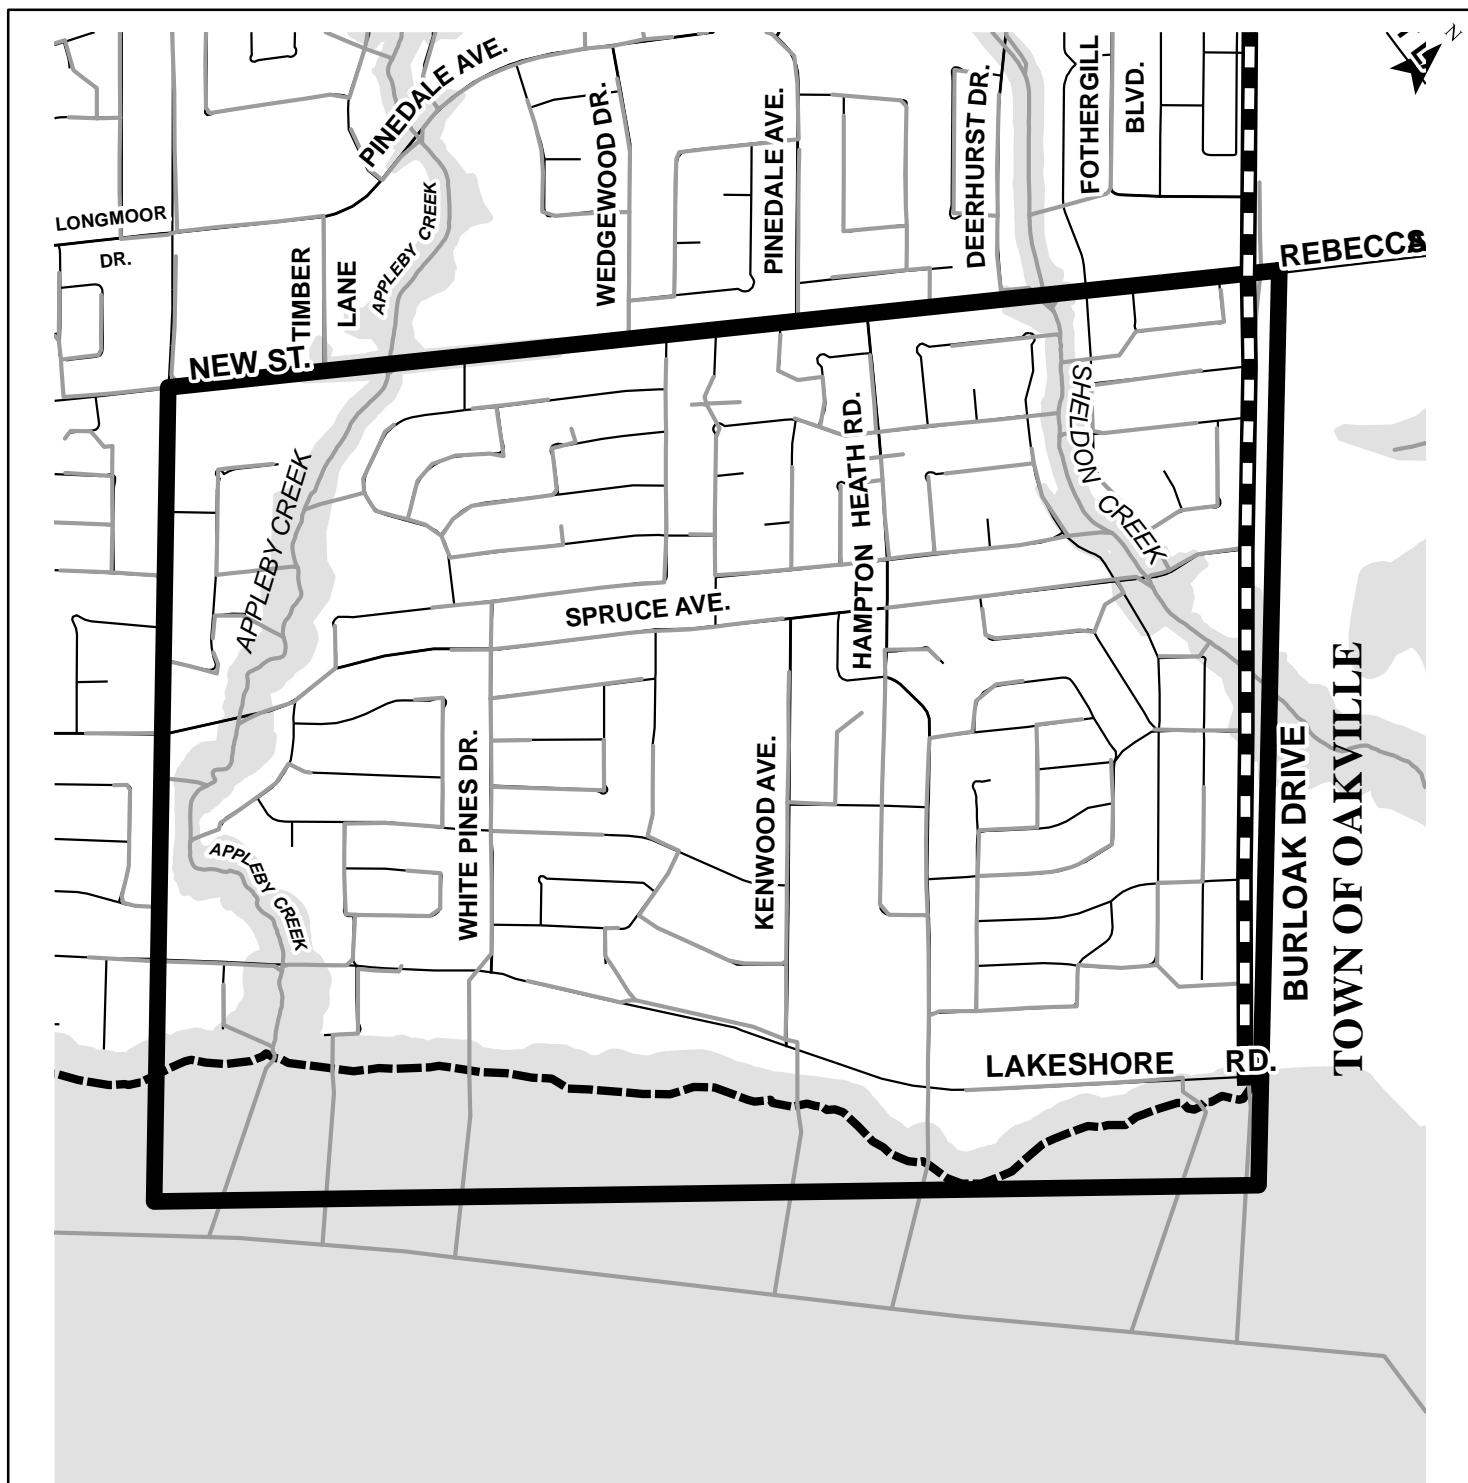 N
PINEDALE AVE.
WEDGEWOOD DR.
PINEDALE AVE.
DEERHURST DR.
FOTHERGILL
BLVD.
LONGMOOR
DR.
TIMBER
LANE
APPLEBY CREEK
REBECCA
NEW ST.
APPLEBY CREEK
HAMPTON HEATH RD.
SHELDON CREEK
SPRUCE AVE.
WHITE PINES DR.
KENWOOD AVE.
APPLEBY CREEK
BURLOAK DRIVE
TOWN OF OAKVILLE
LAKESHORE RD.